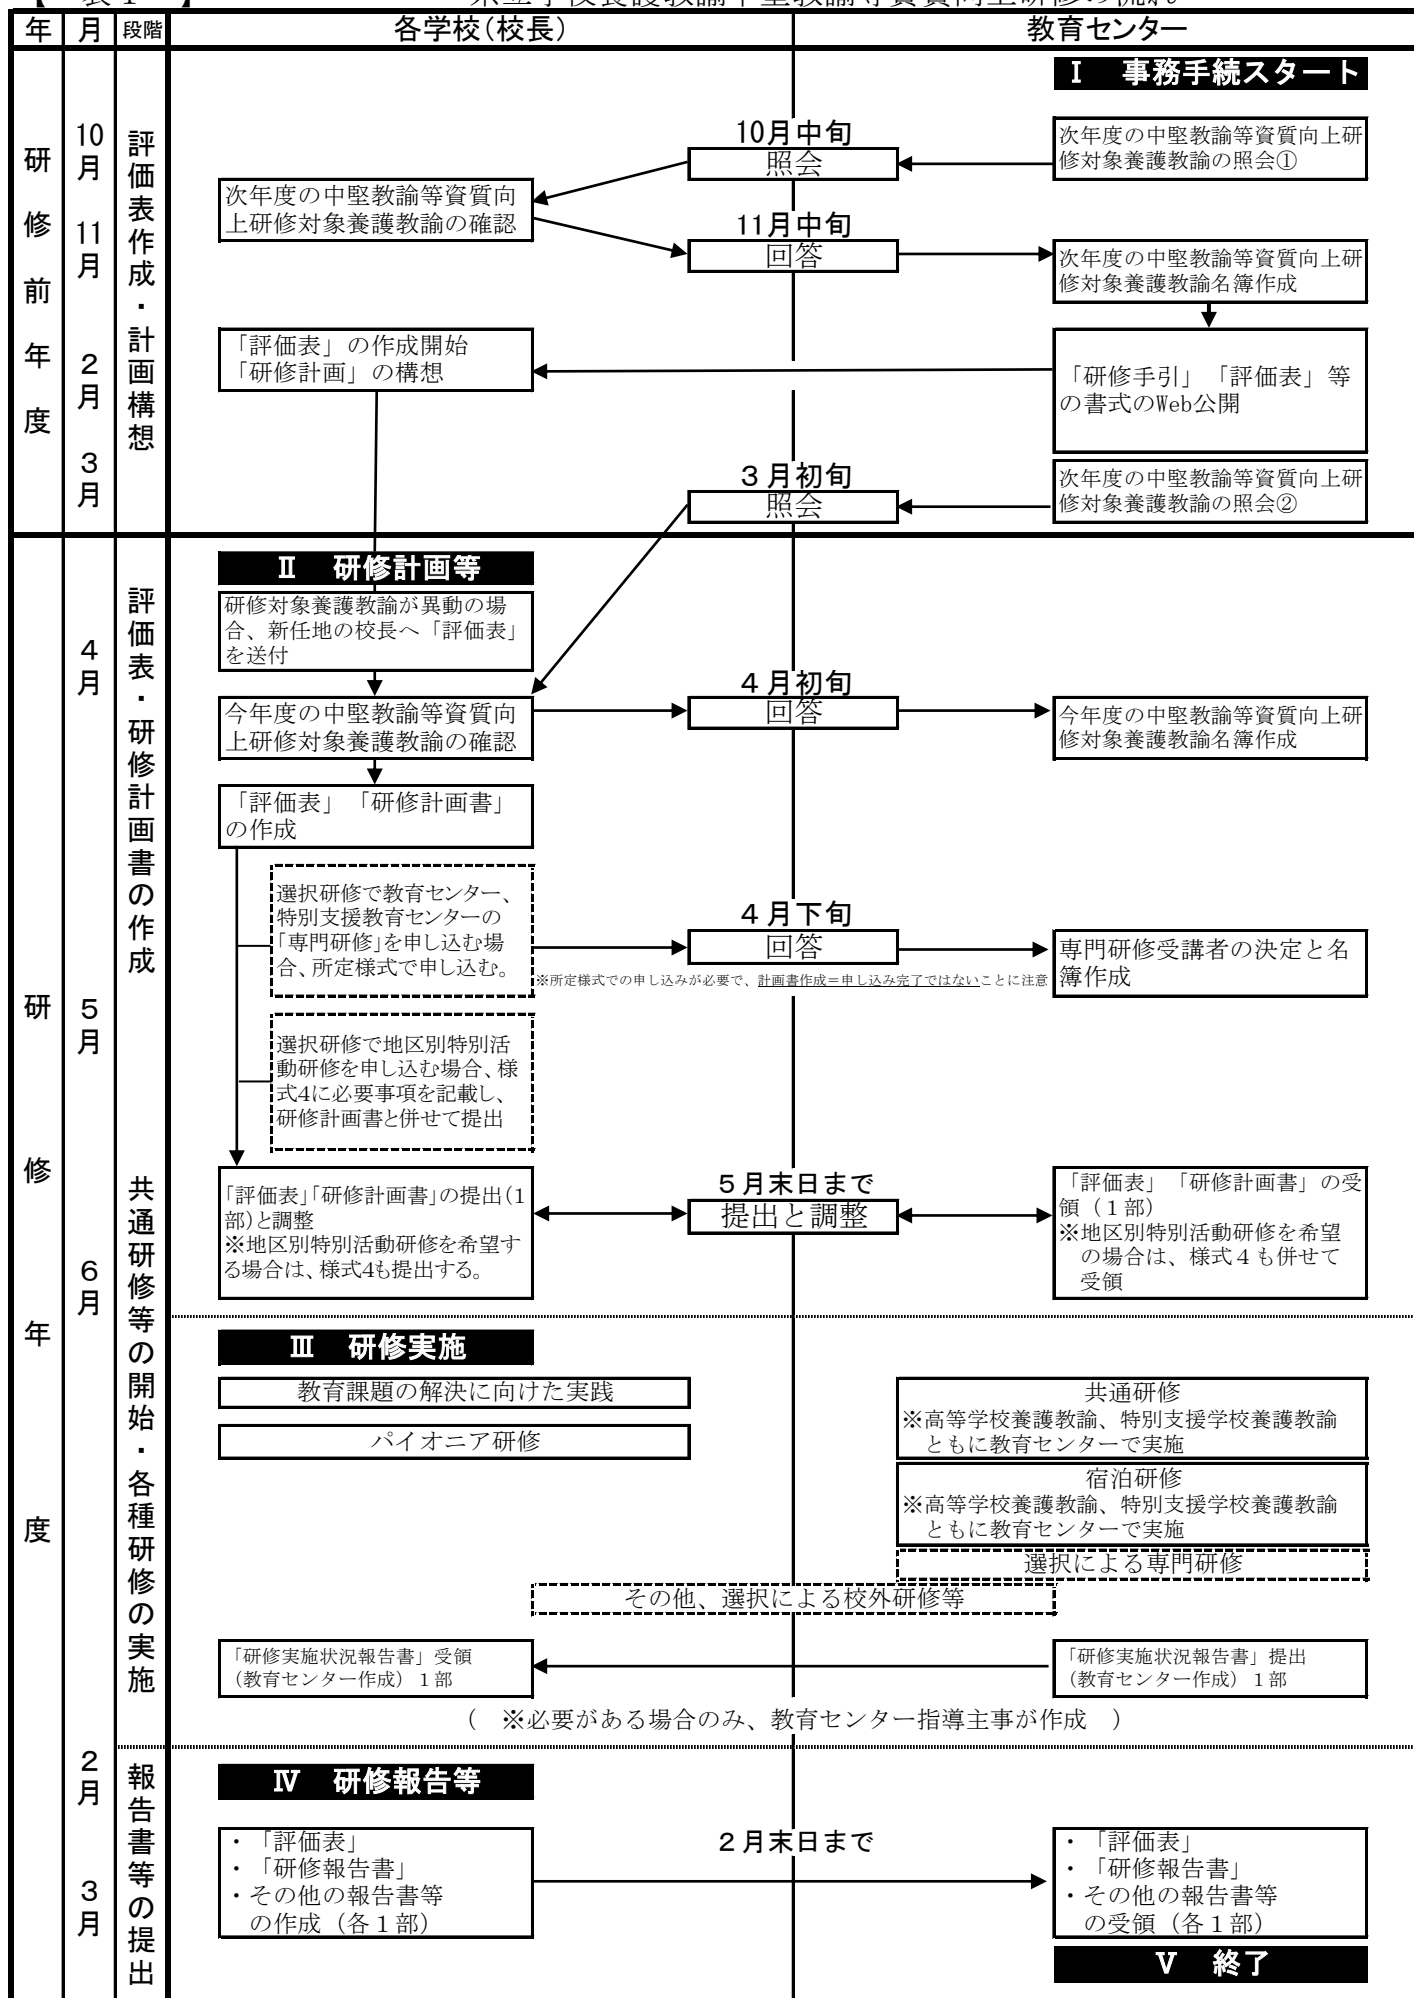 【 表１ 】 県立学校養護教諭中堅教諭等資質向上研修の流れ
年 月 段階 各学校(校長) 教育センター
Ⅰ 事務手続スタート
研修前年度
10月
11月
2月
3月
評価表作成・計画構想
10月中旬
照会
次年度の中堅教諭等資質向上研
修対象養護教諭の照会①
次年度の中堅教諭等資質向
上研修対象養護教諭の確認
11月中旬
回答
次年度の中堅教諭等資質向上研
修対象養護教諭名簿作成
「評価表」の作成開始
「研修計画」の構想
「研修手引」「評価表」等
の書式のWeb公開
3月初旬
照会
次年度の中堅教諭等資質向上研
修対象養護教諭の照会②
研修年度
4月
5月
6月
2月
3月
評価表・研修計画書の作成
Ⅱ 研修計画等
研修対象養護教諭が異動の場
合、新任地の校長へ「評価表」
を送付
今年度の中堅教諭等資質向
上研修対象養護教諭の確認
4月初旬
回答
今年度の中堅教諭等資質向上研
修対象養護教諭名簿作成
「評価表」「研修計画書」
の作成
選択研修で教育センター、
特別支援教育センターの
「専門研修」を申し込む場
合、所定様式で申し込む。
4月下旬
回答
専門研修受講者の決定と名
簿作成
※所定様式での申し込みが必要で、計画書作成＝申し込み完了ではないことに注意
選択研修で地区別特別活
動研修を申し込む場合、様
式4に必要事項を記載し、
研修計画書と併せて提出
共通研修等の開始・各種研修の実施
「評価表」「研修計画書」の提出(1
部)と調整
※地区別特別活動研修を希望す
る場合は、様式4も提出する。
5月末日まで
提出と調整
「評価表」「研修計画書」の受
領（１部）
※地区別特別活動研修を希望
の場合は、様式４も併せて
受領
Ⅲ 研修実施
教育課題の解決に向けた実践
パイオニア研修
共通研修
※高等学校養護教諭、特別支援学校養護教諭
ともに教育センターで実施
宿泊研修
※高等学校養護教諭、特別支援学校養護教諭
ともに教育センターで実施
選択による専門研修
その他、選択による校外研修等
「研修実施状況報告書」受領
（教育センター作成）１部
「研修実施状況報告書」提出
（教育センター作成）１部
（ ※必要がある場合のみ、教育センター指導主事が作成 ）
報告書等の提出
Ⅳ 研修報告等
・「評価表」
・「研修報告書」
・その他の報告書等
の作成（各１部）
2月末日まで
・「評価表」
・「研修報告書」
・その他の報告書等
の受領（各１部）
Ⅴ 終了